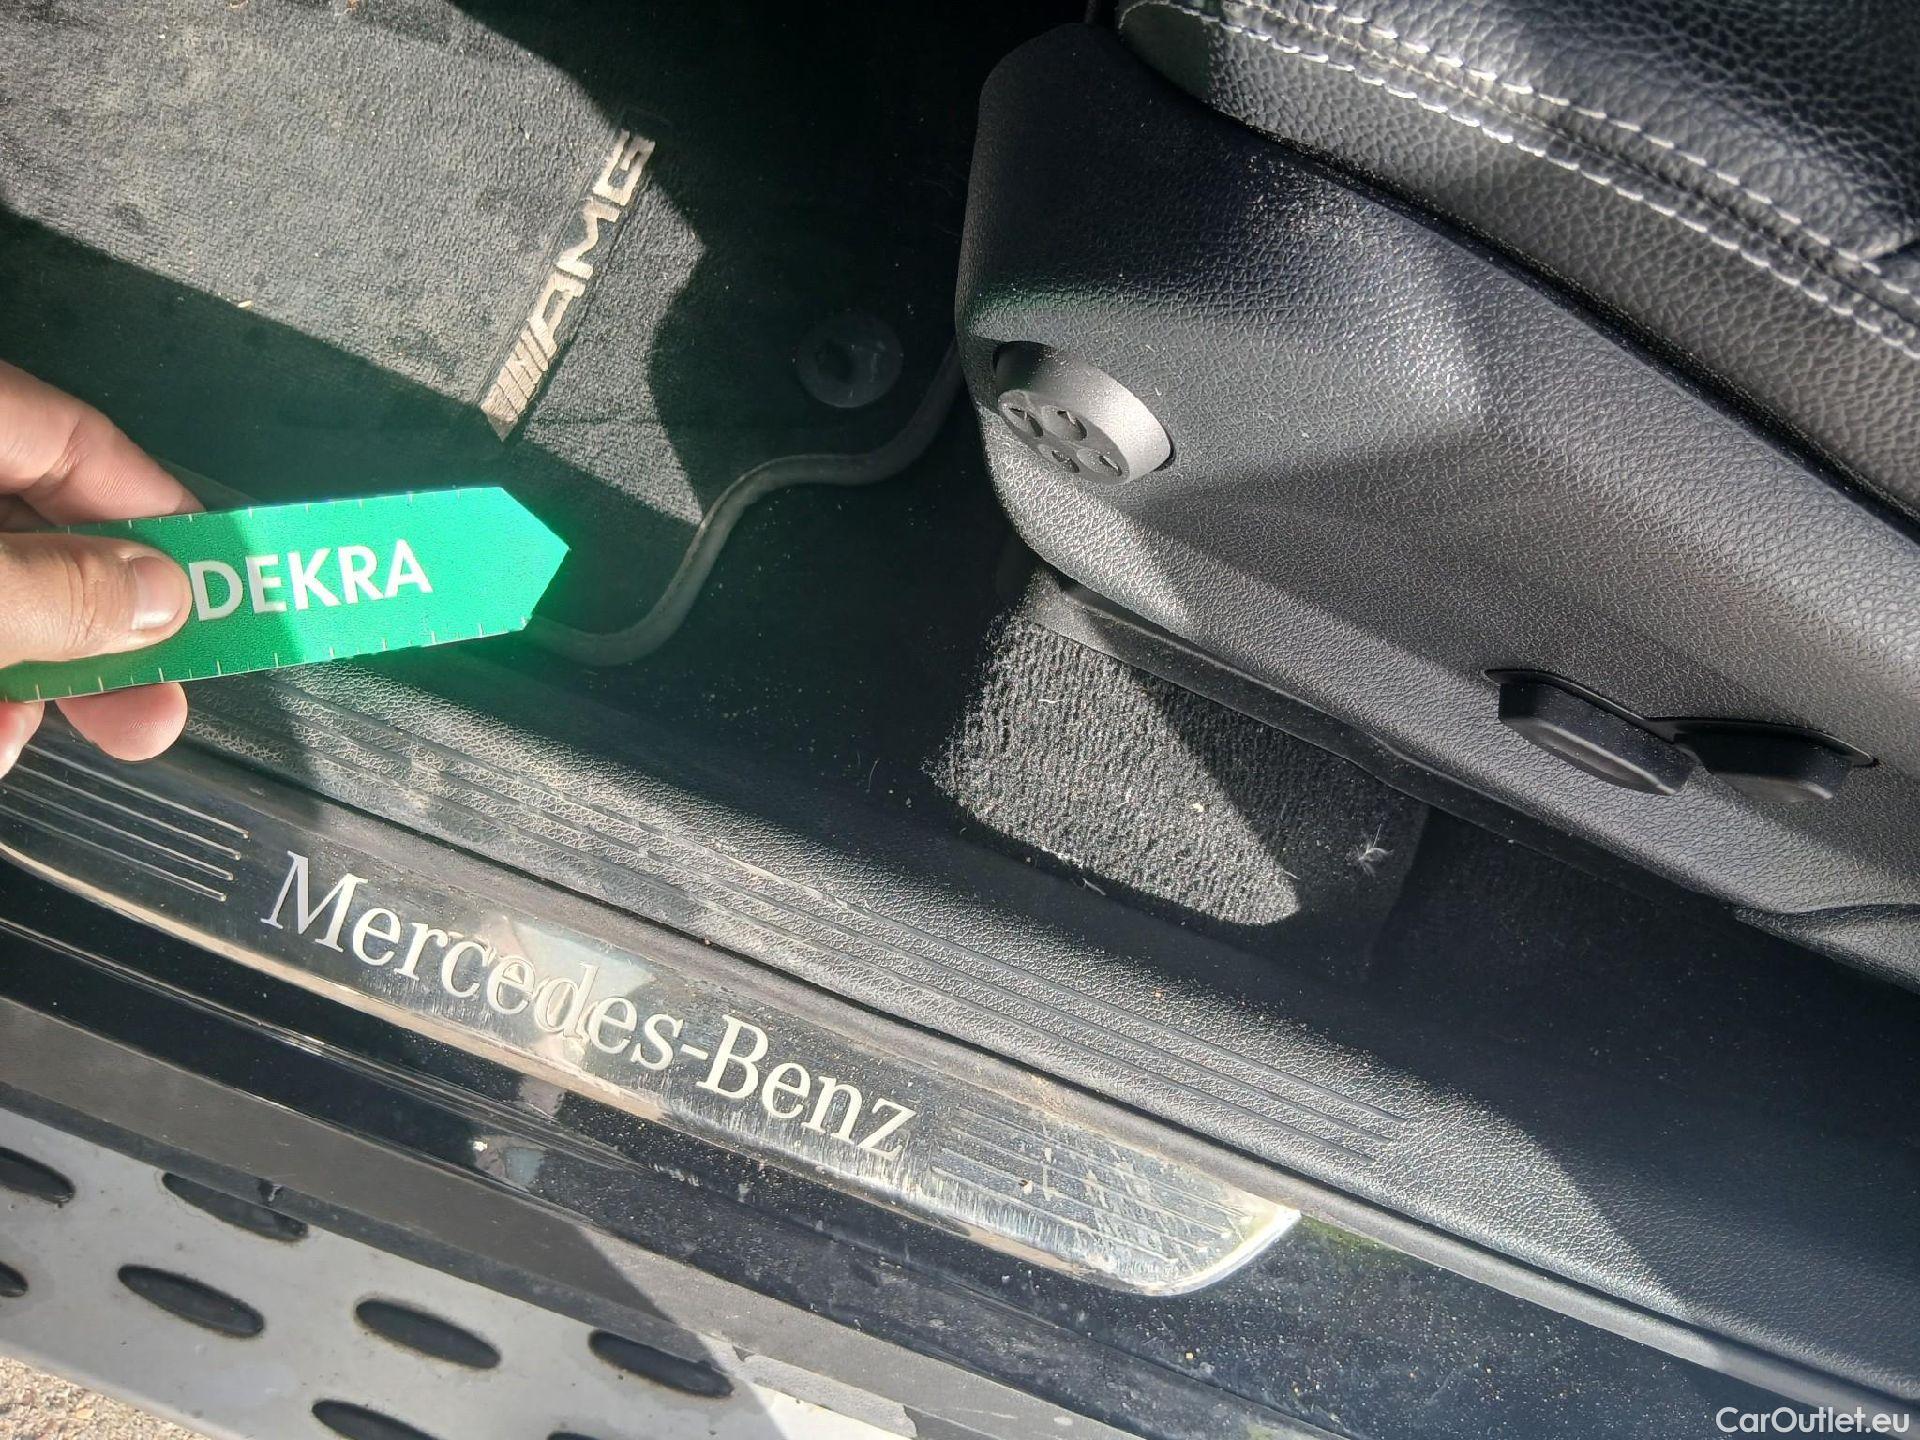 AMG
DEKRA
Mercedes-Benz
CarOutlet.eu